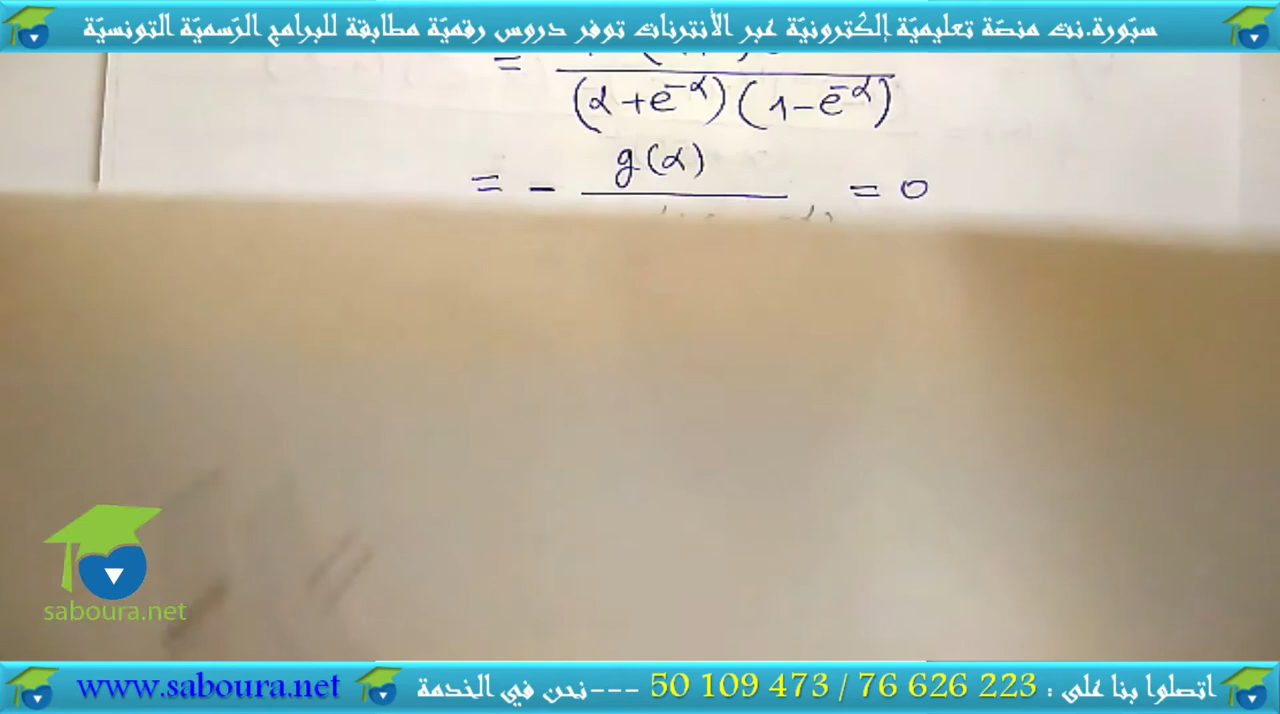 سبّورة.نت منصّة تعليميّة إلكترونيّة عبر الأنترنات توفر دروس رقميّة مطابقة للبرامج الرّسميّة التونسيّة
=
(α+e^-α)(1-e^-α)
= - g(α) = 0
saboura.net
www.saboura.net
اتصلوا بنا على : 50 109 473 / 76 626 223 ---نحن في الخدمة